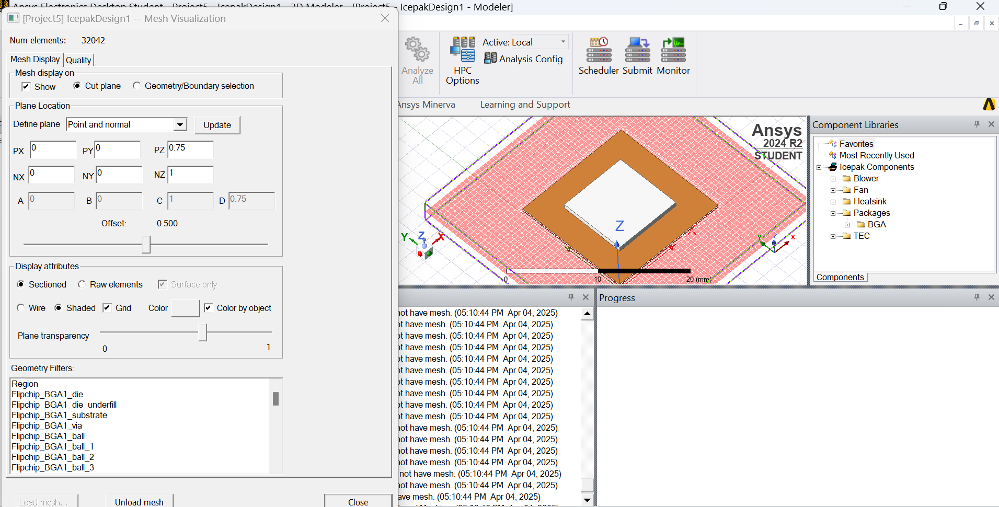 [Project5] IcepakDesign1 -- Mesh Visualization
IcepakDesign1 - Modeler]
Num elements: 32042
Mesh Display
Quality
Mesh display on
Show
Cut plane
Geometry/Boundary selection
Plane Location
Define plane
Point and normal
Update
PX
0
PY
0
PZ
0.75
NX
0
NY
0
NZ
1
A
0
B
0
C
1
D
0.75
Offset: 0.500
Display attributes
Sectioned
Raw elements
Surface only
Wire
Shaded
Grid
Color
Color by object
Plane transparency
0
1
Geometry Filters:
Region
Flipchip_BGA1_die
Flipchip_BGA1_die_underfill
Flipchip_BGA1_substrate
Flipchip_BGA1_via
Flipchip_BGA1_ball
Flipchip_BGA1_ball_1
Flipchip_BGA1_ball_2
Flipchip_BGA1_ball_3
Load mesh...
Unload mesh
Close
Analyze
All
HPC
Options
Active: Local
Analysis Config
Scheduler
Submit
Monitor
Ansys Minerva
Learning and Support
Ansys
2024 R2
STUDENT
Z
Y
Z
X
Y
Z
X
0
10
20 (mm)
Component Libraries
Favorites
Most Recently Used
Icepak Components
Blower
Fan
Heatsink
Packages
BGA
TEC
Components
not have mesh. (05:10:44 PM Apr 04, 2025)
ot have mesh. (05:10:44 PM Apr 04, 2025)
ot have mesh. (05:10:44 PM Apr 04, 2025)
ot have mesh. (05:10:44 PM Apr 04, 2025)
ot have mesh. (05:10:44 PM Apr 04, 2025)
ot have mesh. (05:10:44 PM Apr 04, 2025)
ot have mesh. (05:10:44 PM Apr 04, 2025)
ot have mesh. (05:10:44 PM Apr 04, 2025)
ot have mesh. (05:10:44 PM Apr 04, 2025)
ot have mesh. (05:10:44 PM Apr 04, 2025)
not have mesh. (05:10:44 PM Apr 04, 2025)
not have mesh. (05:10:44 PM Apr 04, 2025)
not have mesh. (05:10:44 PM Apr 04, 2025)
not have mesh. (05:10:44 PM Apr 04, 2025)
not have mesh. (05:10:44 PM Apr 04, 2025)
not have mesh. (05:10:44 PM Apr 04, 2025)
ave mesh. (05:10:44 PM Apr 04, 2025)
Progress